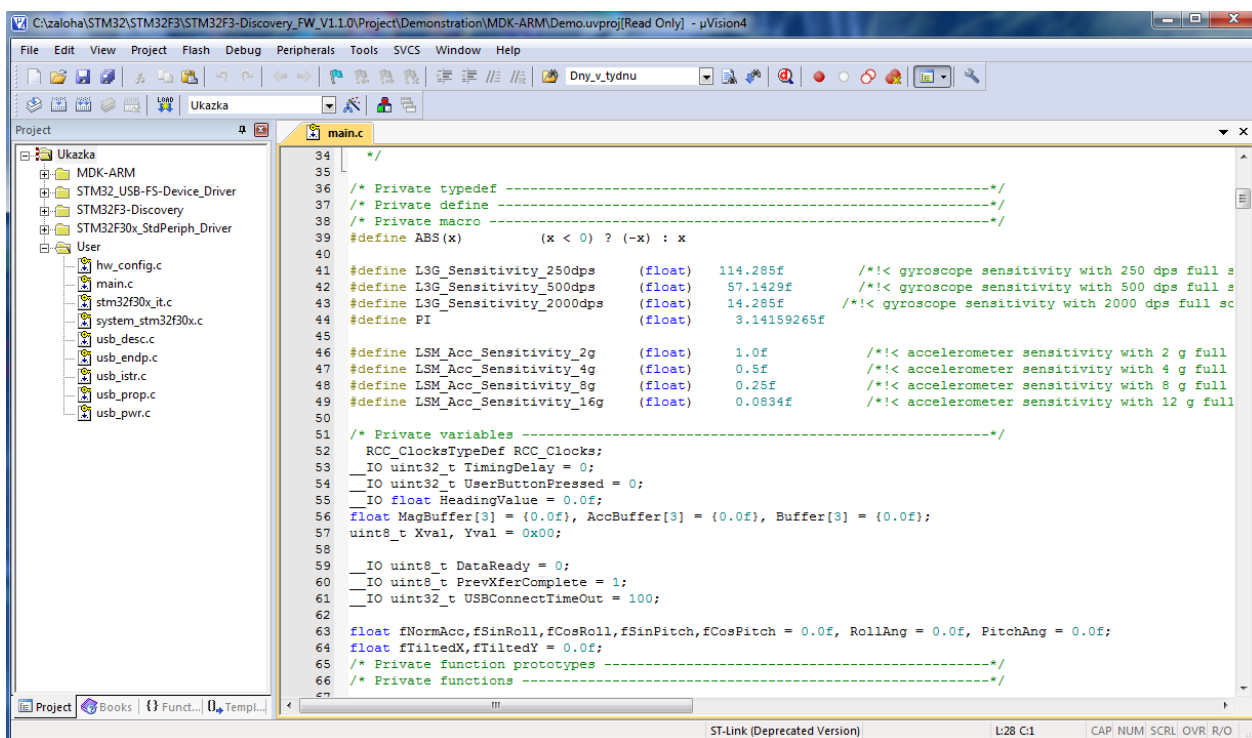 C:\zaloha\STM32\STM32F3\STM32F3-Discovery_FW_V1.1.0\Project\Demonstration\MDK-ARM\Demo.uvproj[Read Only] - µVision4
File Edit View Project Flash Debug Peripherals Tools SVCS Window Help
Dny_v_tydnu
LOAD Ukazka
Project
Ukazka
MDK-ARM
STM32_USB-FS-Device_Driver
STM32F3-Discovery
STM32F30x_StdPeriph_Driver
User
hw_config.c
main.c
stm32f30x_it.c
system_stm32f30x.c
usb_desc.c
usb_endp.c
usb_istr.c
usb_prop.c
usb_pwr.c
Project Books {} Funct... 0 Templ...
main.c
34 */
35
36 /* Private typedef -----------------------------------------------------------*/
37 /* Private define ------------------------------------------------------------*/
38 /* Private macro -------------------------------------------------------------*/
39 #define ABS(x) (x < 0) ? (-x) : x
40
41 #define L3G_Sensitivity_250dps (float) 114.285f /*!< gyroscope sensitivity with 250 dps full s
42 #define L3G_Sensitivity_500dps (float) 57.1429f /*!< gyroscope sensitivity with 500 dps full s
43 #define L3G_Sensitivity_2000dps (float) 14.285f /*!< gyroscope sensitivity with 2000 dps full sc
44 #define PI (float) 3.14159265f
45
46 #define LSM_Acc_Sensitivity_2g (float) 1.0f /*!< accelerometer sensitivity with 2 g full
47 #define LSM_Acc_Sensitivity_4g (float) 0.5f /*!< accelerometer sensitivity with 4 g full
48 #define LSM_Acc_Sensitivity_8g (float) 0.25f /*!< accelerometer sensitivity with 8 g full
49 #define LSM_Acc_Sensitivity_16g (float) 0.0834f /*!< accelerometer sensitivity with 12 g full
50
51 /* Private variables ---------------------------------------------------------*/
52 RCC_ClocksTypeDef RCC_Clocks;
53 __IO uint32_t TimingDelay = 0;
54 __IO uint32_t UserButtonPressed = 0;
55 __IO float HeadingValue = 0.0f;
56 float MagBuffer[3] = {0.0f}, AccBuffer[3] = {0.0f}, Buffer[3] = {0.0f};
57 uint8_t Xval, Yval = 0x00;
58
59 __IO uint8_t DataReady = 0;
60 __IO uint8_t PrevXferComplete = 1;
61 __IO uint32_t USBConnectTimeOut = 100;
62
63 float fNormAcc,fSinRoll,fCosRoll,fSinPitch,fCosPitch = 0.0f, RollAng = 0.0f, PitchAng = 0.0f;
64 float fTiltedX,fTiltedY = 0.0f;
65 /* Private function prototypes -----------------------------------------------*/
66 /* Private functions ---------------------------------------------------------*/
67
ST-Link (Deprecated Version) L:28 C:1 CAP NUM SCRL OVR R/O